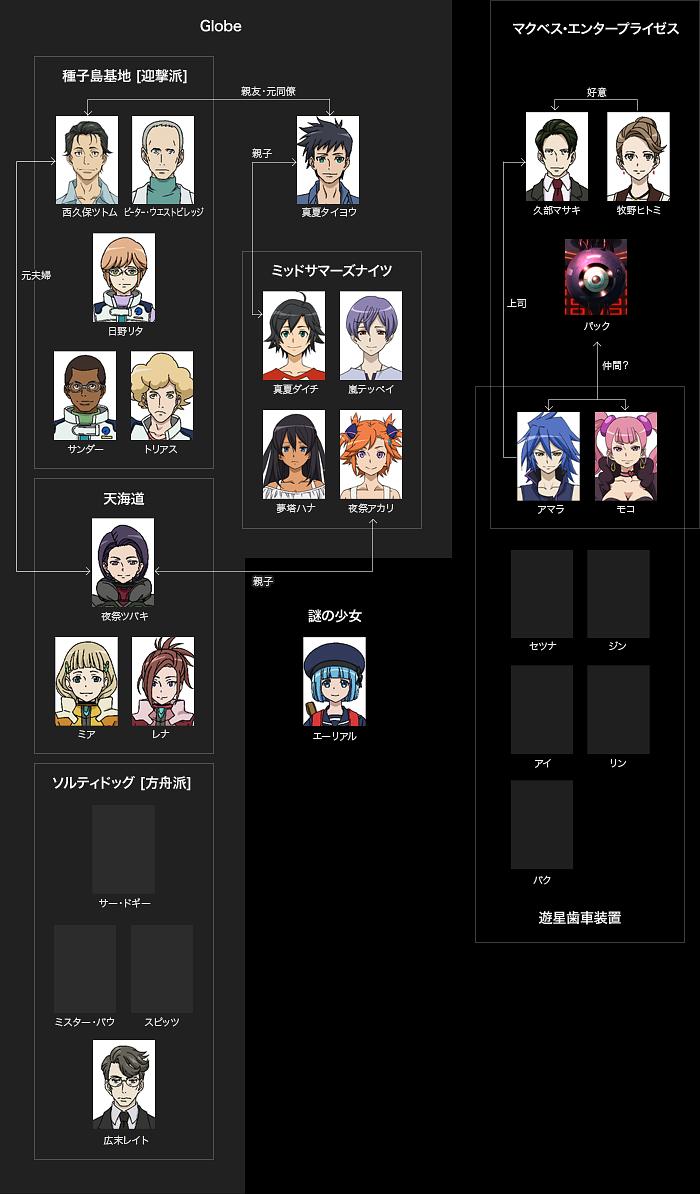 Globe
種子島基地 [迎撃派]
親友・元同僚
西久保ツトム
ピーター・ウエストビレッジ
親子
真夏タイヨウ
元夫婦
日野リタ
サンダー
トリアス
ミッドサマーズナイツ
真夏ダイチ
嵐テッペイ
夢塔ハナ
夜祭アカリ
天海道
夜祭ツバキ
親子
ミア
レナ
謎の少女
エーリアル
ソルティドッグ [方舟派]
サー・ドギー
ミスター・バウ
スピッツ
広末レイト
マクベス・エンタープライゼス
好意
久部マサキ
牧野ヒトミ
上司
パック
仲間?
アマラ
モコ
セツナ
ジン
アイ
リン
バク
遊星歯車装置